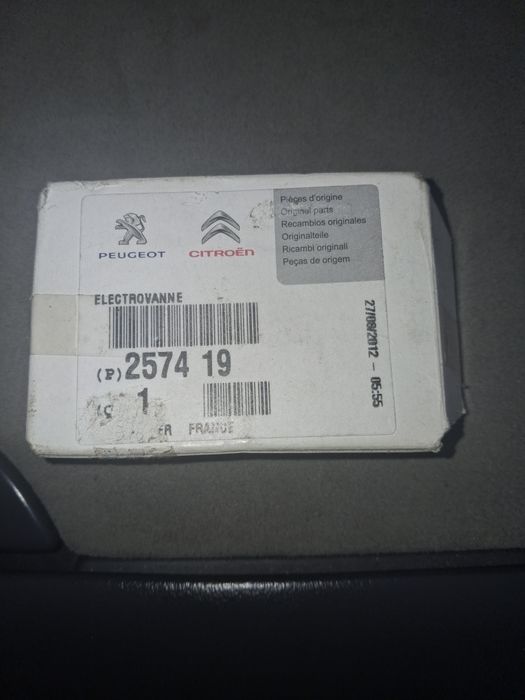 PEUGEOT
CITROËN
Pièces d'origine
Original parts
Recambios originales
Originalteile
Ricambi originali
Peças de origem
ELECTROVANNE
(P) 2574 19
1
FRANCE
27/08/2012 - 05:55